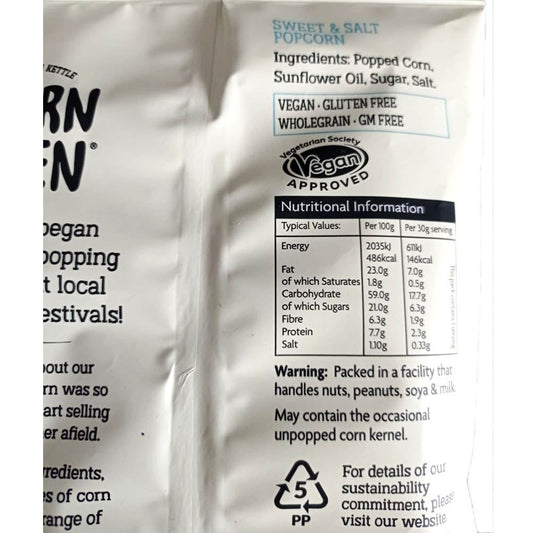 KETTLE
RN
EN®
began
popping
t local
estivals!
out our
rn was so
art selling
er afield.
redients,
s of corn
range of
SWEET & SALT
POPCORN
Ingredients: Popped Corn,
Sunflower Oil, Sugar, Salt.
VEGAN · GLUTEN FREE
WHOLEGRAIN · GM FREE
Vegetarian Society
Vegan
APPROVED
Nutritional Information
Typical Values: Per 100g Per 30g serving
Energy 2035kJ 611kJ
486kcal 146kcal
Fat 23.0g 7.0g
of which Saturates 1.8g 0.5g
Carbohydrate 59.0g 17.7g
of which Sugars 21.0g 6.3g
Fibre 6.3g 1.9g
Protein 7.7g 2.3g
Salt 1.10g 0.33g
This pack contains 1 serving
Warning: Packed in a facility that
handles nuts, peanuts, soya & milk.
May contain the occasional
unpopped corn kernel.
5
PP
For details of our
sustainability
commitment, please
visit our website